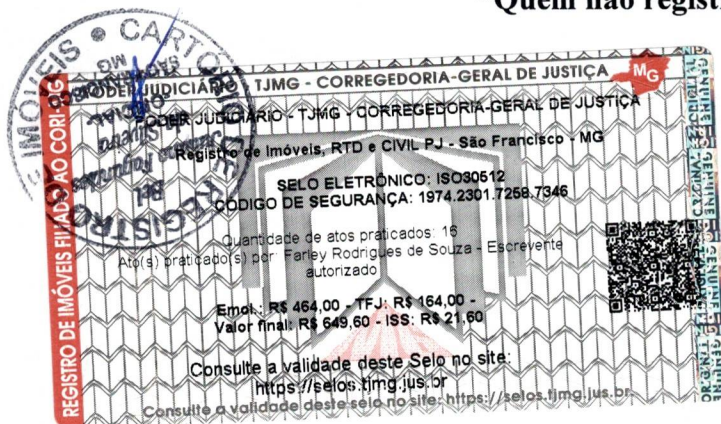 Quem não regist
PODER JUDICIÁRIO - TJMG - CORREGEDORIA-GERAL DE JUSTIÇA
MG
PODER JUDICIÁRIO - TJMG - CORREGEDORIA-GERAL DE JUSTIÇA
Registro de Imóveis, RTD e CIVIL PJ - São Francisco - MG
SELO ELETRÔNICO: ISO30512
CÓDIGO DE SEGURANÇA: 1974.2301.7258.7346
Quantidade de atos praticados: 16
Ato(s) praticado(s) por: Farley Rodrigues de Souza - Escrevente
autorizado
Emol.: R$ 464,00 - TFJ: R$ 164,00 -
Valor final: R$ 649,60 - ISS: R$ 21,60
Consulte a validade deste Selo no site:
https://selos.tjmg.jus.br
Consulte a validade deste selo no site: https://selos.tjmg.jus.br
REGISTRO DE IMÓVEIS FILIADO AO CORI-MG
CARTÓRIO DE REGISTRO DE IMÓVEIS
OFICIAL
GENUINE